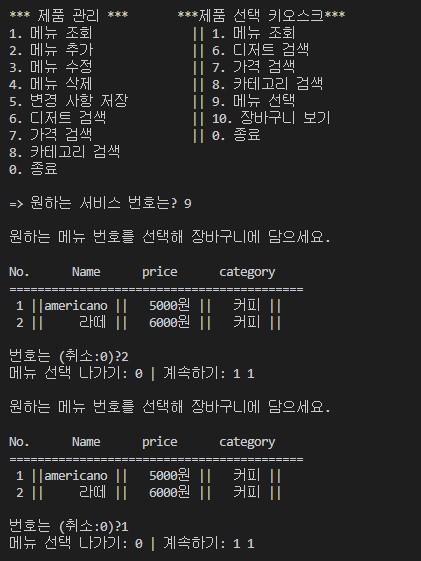 *** 제품 관리 *** ***제품 선택 키오스크***
1. 메뉴 조회 || 1. 메뉴 조회
2. 메뉴 추가 || 6. 디저트 검색
3. 메뉴 수정 || 7. 가격 검색
4. 메뉴 삭제 || 8. 카테고리 검색
5. 변경 사항 저장 || 9. 메뉴 선택
6. 디저트 검색 || 10. 장바구니 보기
7. 가격 검색 || 0. 종료
8. 카테고리 검색
0. 종료
=> 원하는 서비스 번호는? 9
원하는 메뉴 번호를 선택해 장바구니에 담으세요.
No. Name price category
==========================================
1 ||americano || 5000원 || 커피 ||
2 || 라떼 || 6000원 || 커피 ||
번호는 (취소:0)?2
메뉴 선택 나가기: 0 | 계속하기: 1 1
원하는 메뉴 번호를 선택해 장바구니에 담으세요.
No. Name price category
==========================================
1 ||americano || 5000원 || 커피 ||
2 || 라떼 || 6000원 || 커피 ||
번호는 (취소:0)?1
메뉴 선택 나가기: 0 | 계속하기: 1 1